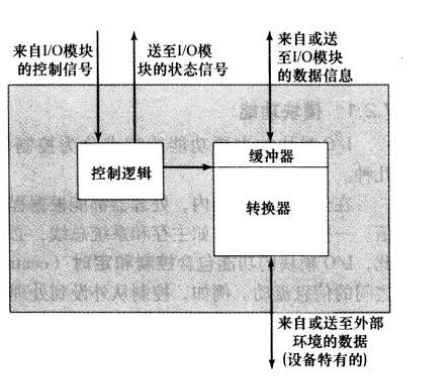 来自I/O模块
的控制信号
送至I/O模
块的状态信号
来自或送
至I/O模块
的数据信息
控制逻辑
缓冲器
转换器
来自或送至外部
环境的数据
(设备特有的)